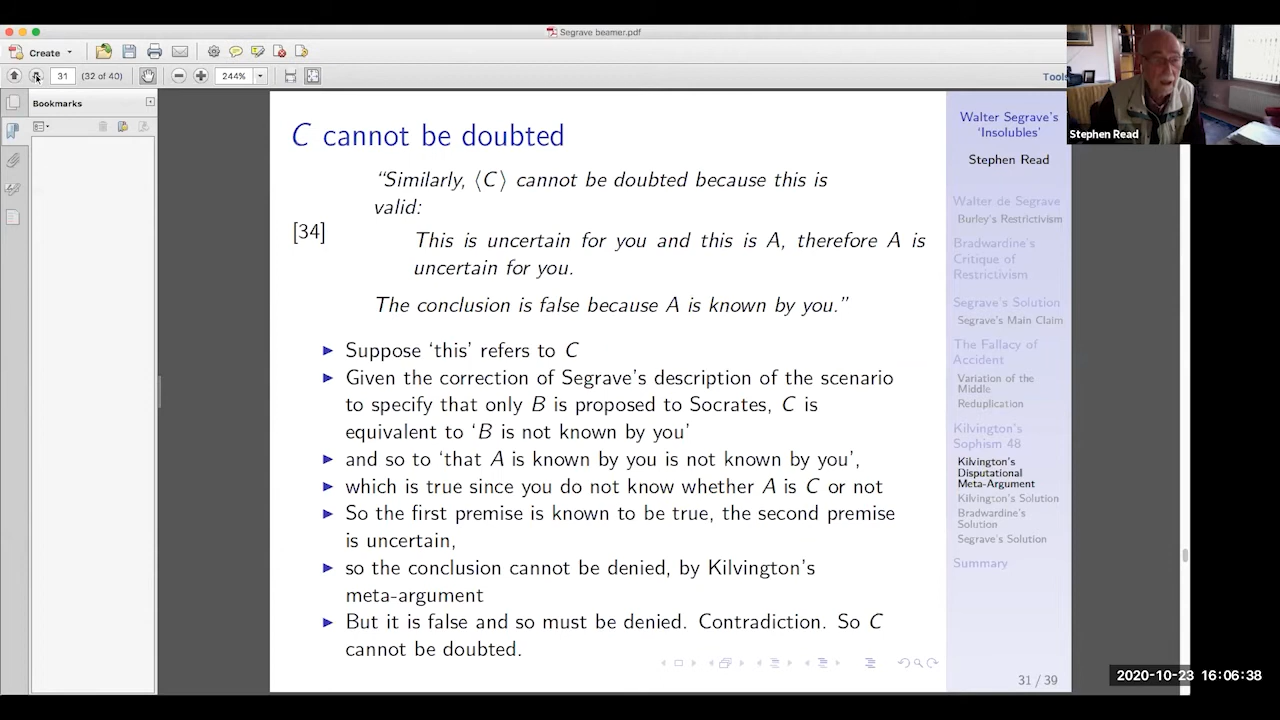 Segrave beamer.pdf
Create
31 (32 of 40) 244% Tools
Bookmarks
C cannot be doubted
“Similarly, ⟨C⟩ cannot be doubted because this is
valid:
[34]
This is uncertain for you and this is A, therefore A is
uncertain for you.
The conclusion is false because A is known by you.”
▶ Suppose ‘this’ refers to C
▶ Given the correction of Segrave’s description of the scenario
to specify that only B is proposed to Socrates, C is
equivalent to ‘B is not known by you’
▶ and so to ‘that A is known by you is not known by you’,
▶ which is true since you do not know whether A is C or not
▶ So the first premise is known to be true, the second premise
is uncertain,
▶ so the conclusion cannot be denied, by Kilvington’s
meta-argument
▶ But it is false and so must be denied. Contradiction. So C
cannot be doubted.
31 / 39
Walter Segrave’s
‘Insolubles’
Stephen Read
Walter de Segrave
Burley’s Restrictivism
Bradwardine’s
Critique of
Restrictivism
Segrave’s Solution
Segrave’s Main Claim
The Fallacy of
Accident
Variation of the
Middle
Reduplication
Kilvington’s
Sophism 48
Kilvington’s
Disputational
Meta-Argument
Kilvington’s Solution
Bradwardine’s
Solution
Segrave’s Solution
Summary
Stephen Read
2020-10-23 16:06:38